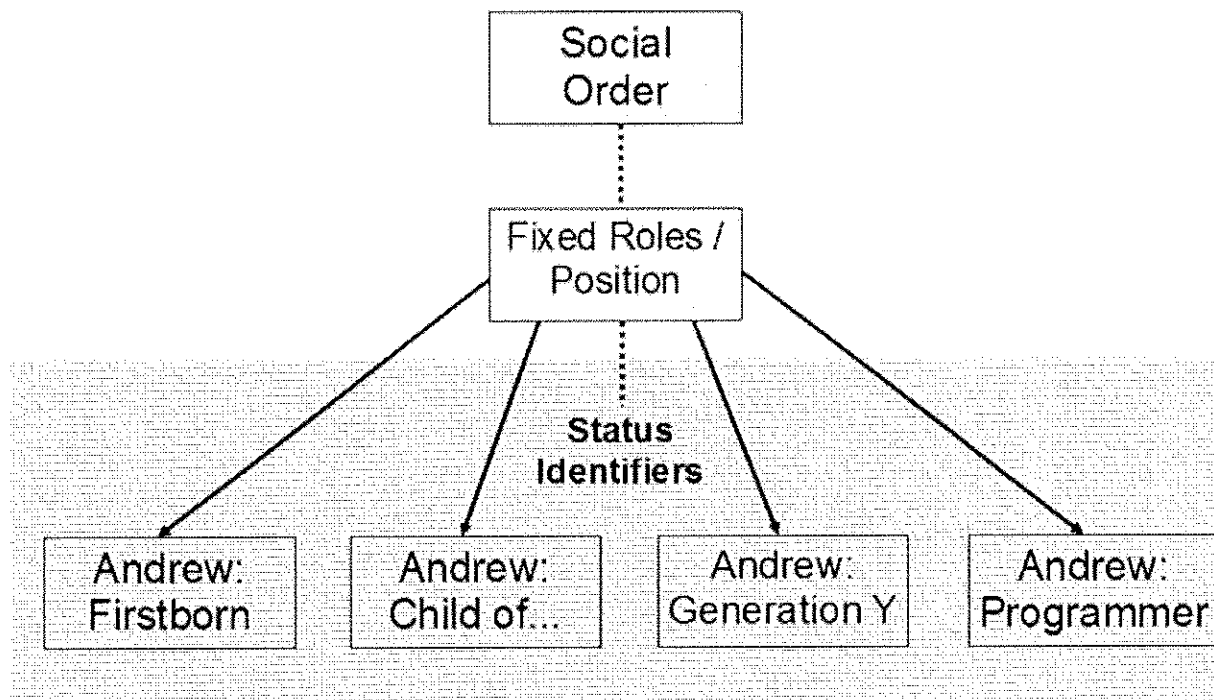 Social
Order
Fixed Roles /
Position
Status
Identifiers
Andrew:
Firstborn
Andrew:
Child of...
Andrew:
Generation Y
Andrew:
Programmer